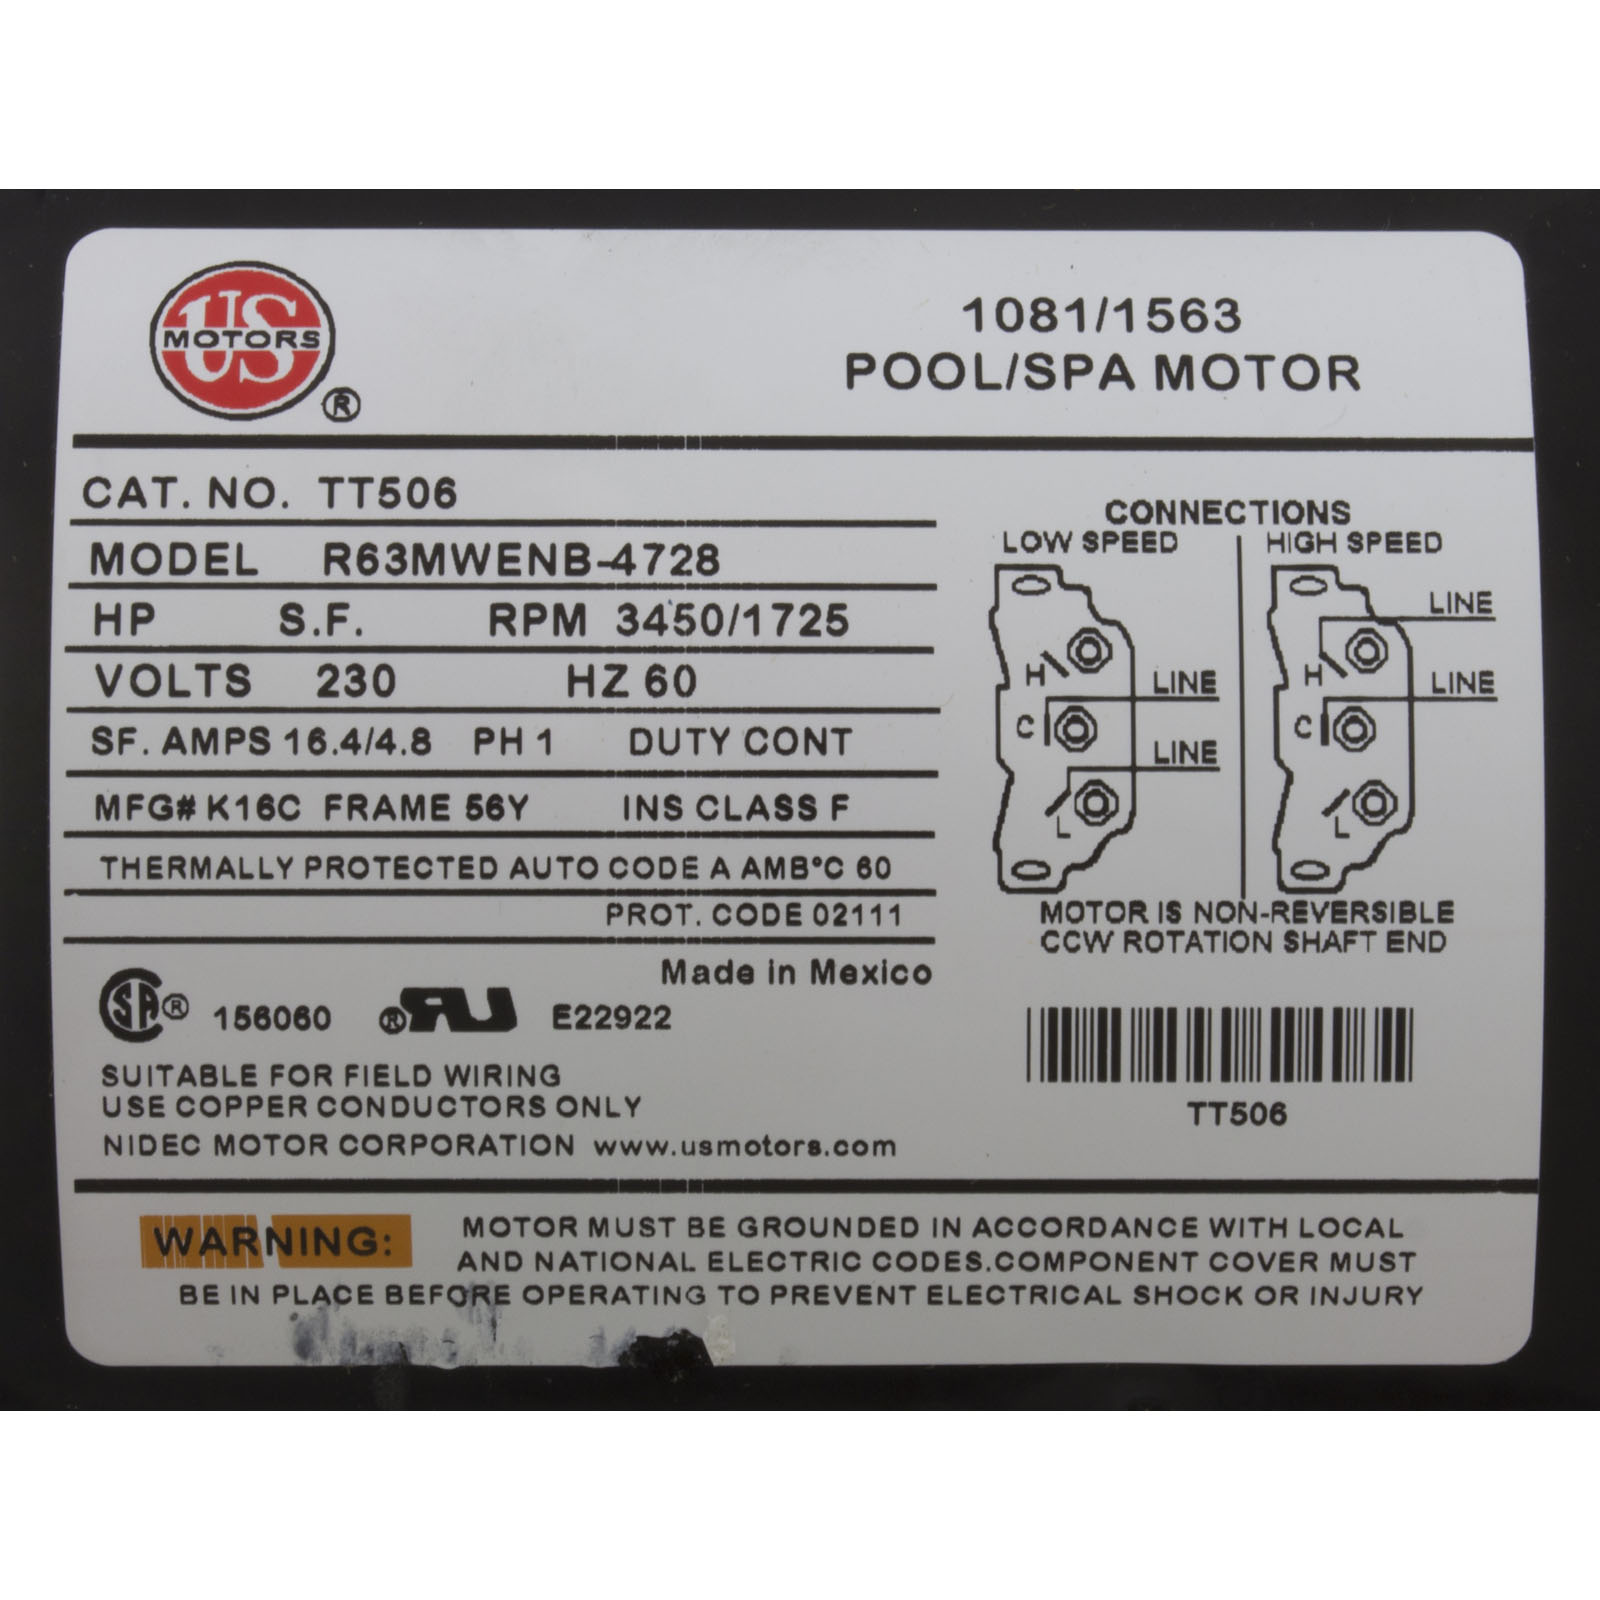 US
MOTORS
®
1081/1563
POOL/SPA MOTOR
CAT. NO. TT506
MODEL R63MWENB-4728
HP S.F. RPM 3450/1725
VOLTS 230 HZ 60
SF. AMPS 16.4/4.8 PH 1 DUTY CONT
MFG# K16C FRAME 56Y INS CLASS F
THERMALLY PROTECTED AUTO CODE A AMB°C 60
PROT. CODE 02111
Made in Mexico
SA® 156060 ®RU E22922
SUITABLE FOR FIELD WIRING
USE COPPER CONDUCTORS ONLY
NIDEC MOTOR CORPORATION www.usmotors.com
CONNECTIONS
LOW SPEED HIGH SPEED
LINE
H LINE H LINE
C C
LINE
L L
MOTOR IS NON-REVERSIBLE
CCW ROTATION SHAFT END
TT506
WARNING: MOTOR MUST BE GROUNDED IN ACCORDANCE WITH LOCAL
AND NATIONAL ELECTRIC CODES.COMPONENT COVER MUST
BE IN PLACE BEFORE OPERATING TO PREVENT ELECTRICAL SHOCK OR INJURY